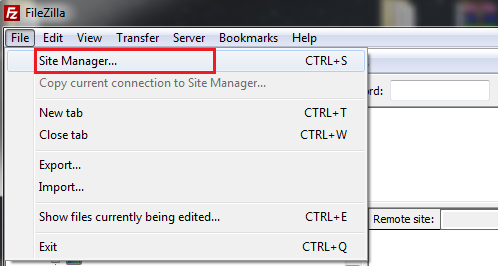 FileZilla
File Edit View Transfer Server Bookmarks Help
Site Manager... CTRL+S
Copy current connection to Site Manager...
ord:
New tab CTRL+T
Close tab CTRL+W
Export...
Import...
Show files currently being edited... CTRL+E
Remote site:
Exit CTRL+Q